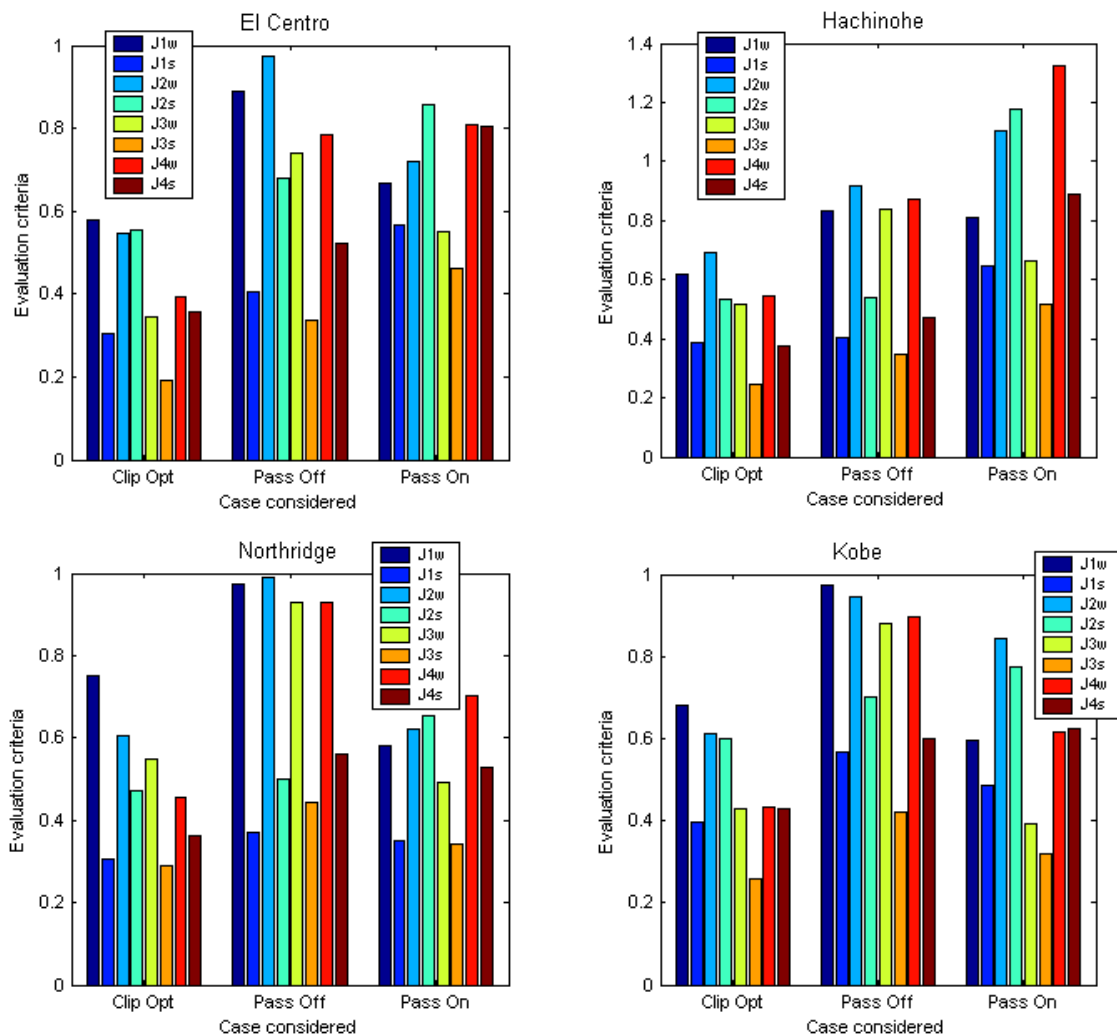 El Centro
J1w
J1s
J2w
J2s
J3w
J3s
J4w
J4s
1
0.8
0.6
0.4
0.2
0
Evaluation criteria
Clip Opt
Pass Off
Pass On
Case considered
Hachinohe
J1w
J1s
J2w
J2s
J3w
J3s
J4w
J4s
1.4
1.2
1
0.8
0.6
0.4
0.2
0
Evaluation criteria
Clip Opt
Pass Off
Pass On
Case considered
Northridge
J1w
J1s
J2w
J2s
J3w
J3s
J4w
J4s
1
0.8
0.6
0.4
0.2
0
Evaluation criteria
Clip Opt
Pass Off
Pass On
Case considered
Kobe
J1w
J1s
J2w
J2s
J3w
J3s
J4w
J4s
1
0.8
0.6
0.4
0.2
0
Evaluation criteria
Clip Opt
Pass Off
Pass On
Case considered